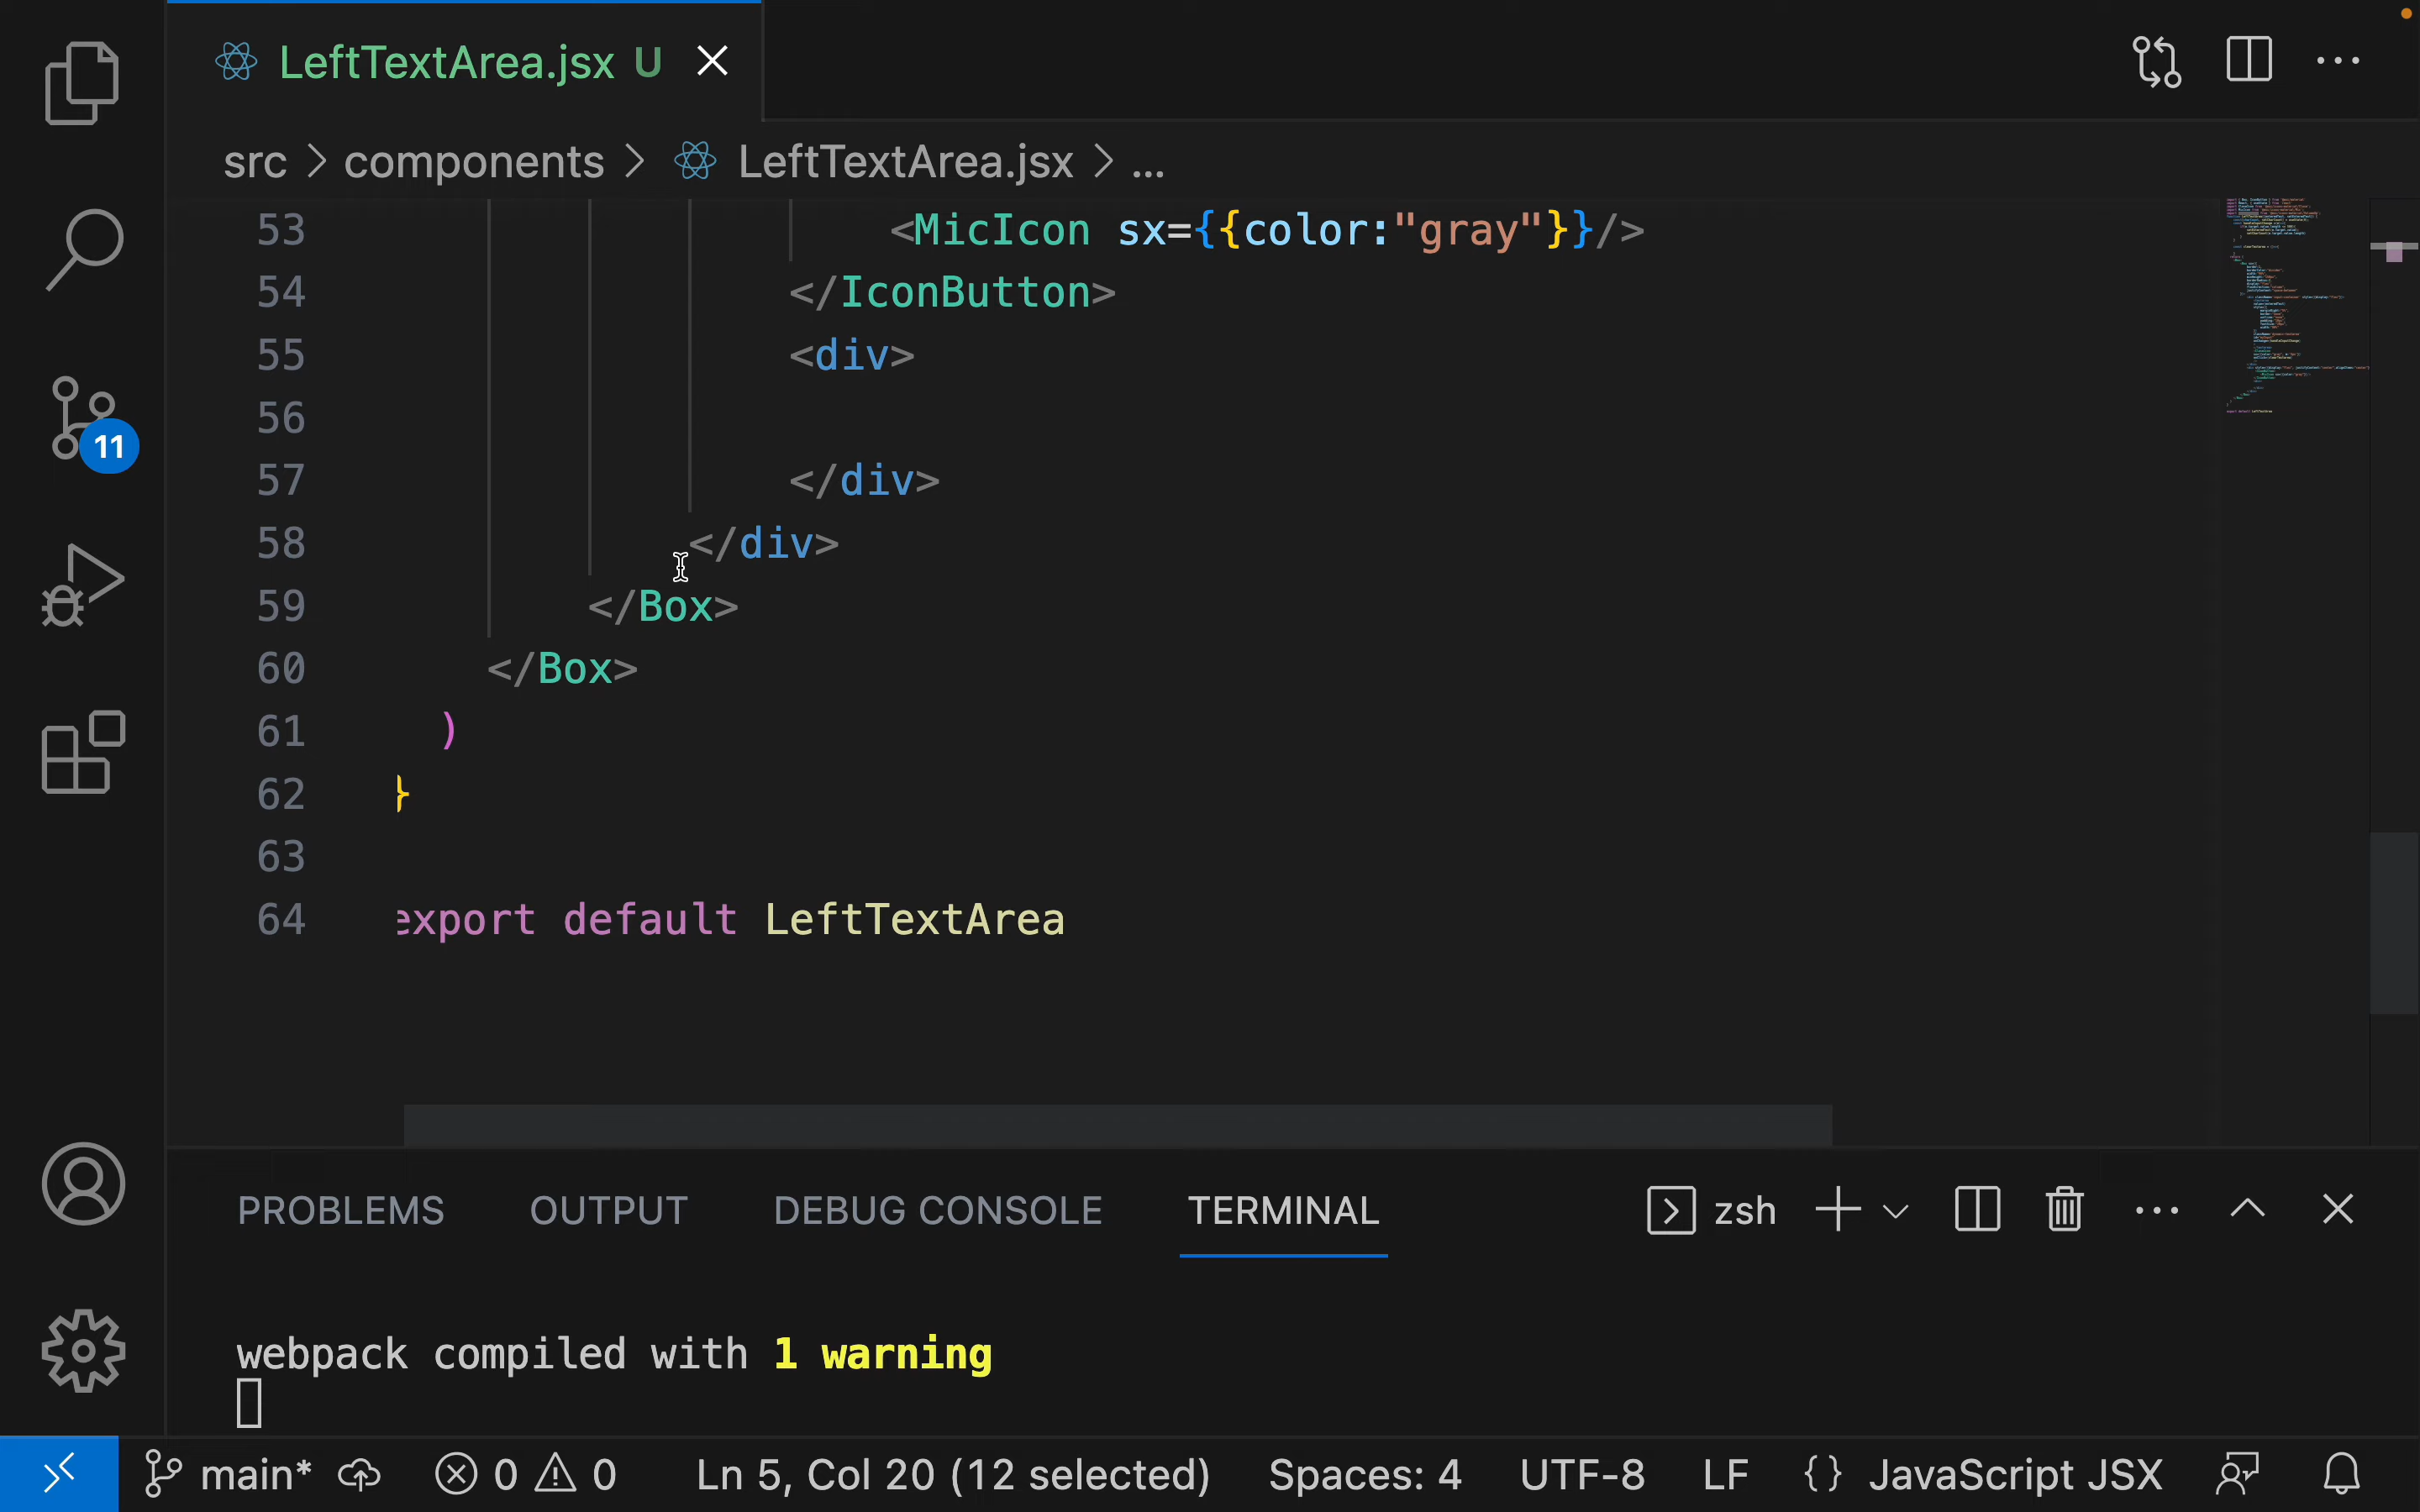 LeftTextArea.jsx U
src > components > LeftTextArea.jsx > ...
53 <MicIcon sx={{color:"gray"}}/>
54 </IconButton>
55 <div>
56
57 </div>
58 </div>
59 </Box>
60 </Box>
61 )
62 }
63
64 export default LeftTextArea
11
PROBLEMS OUTPUT DEBUG CONSOLE TERMINAL zsh
webpack compiled with 1 warning
main* 0 0 Ln 5, Col 20 (12 selected) Spaces: 4 UTF-8 LF {} JavaScript JSX